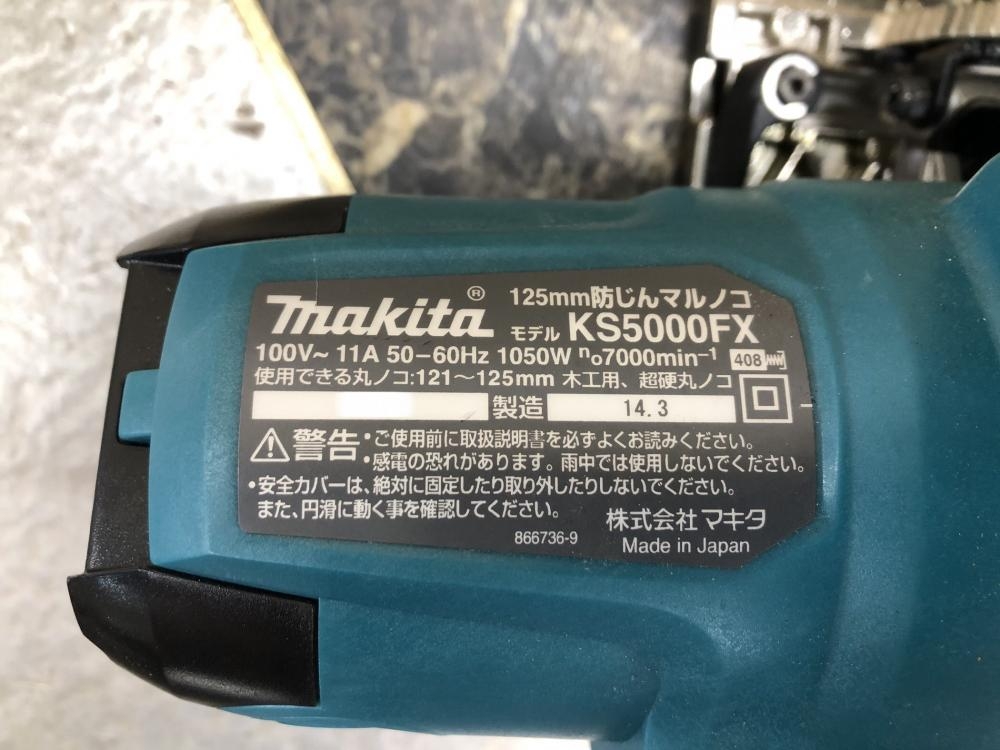 makita®
125mm防じんマルノコ
モデル KS5000FX
100V~ 11A 50-60Hz 1050W n₀7000min⁻¹ 408
使用できる丸ノコ:121~125mm 木工用、超硬丸ノコ
製造 14.3
警告・ご使用前に取扱説明書を必ずよくお読みください。
・感電の恐れがあります。雨中では使用しないでください。
・安全カバーは、絶対に固定したり取り外したりしないでください。
また、円滑に動く事を確認してください。
株式会社 マキタ
866736-9
Made in Japan